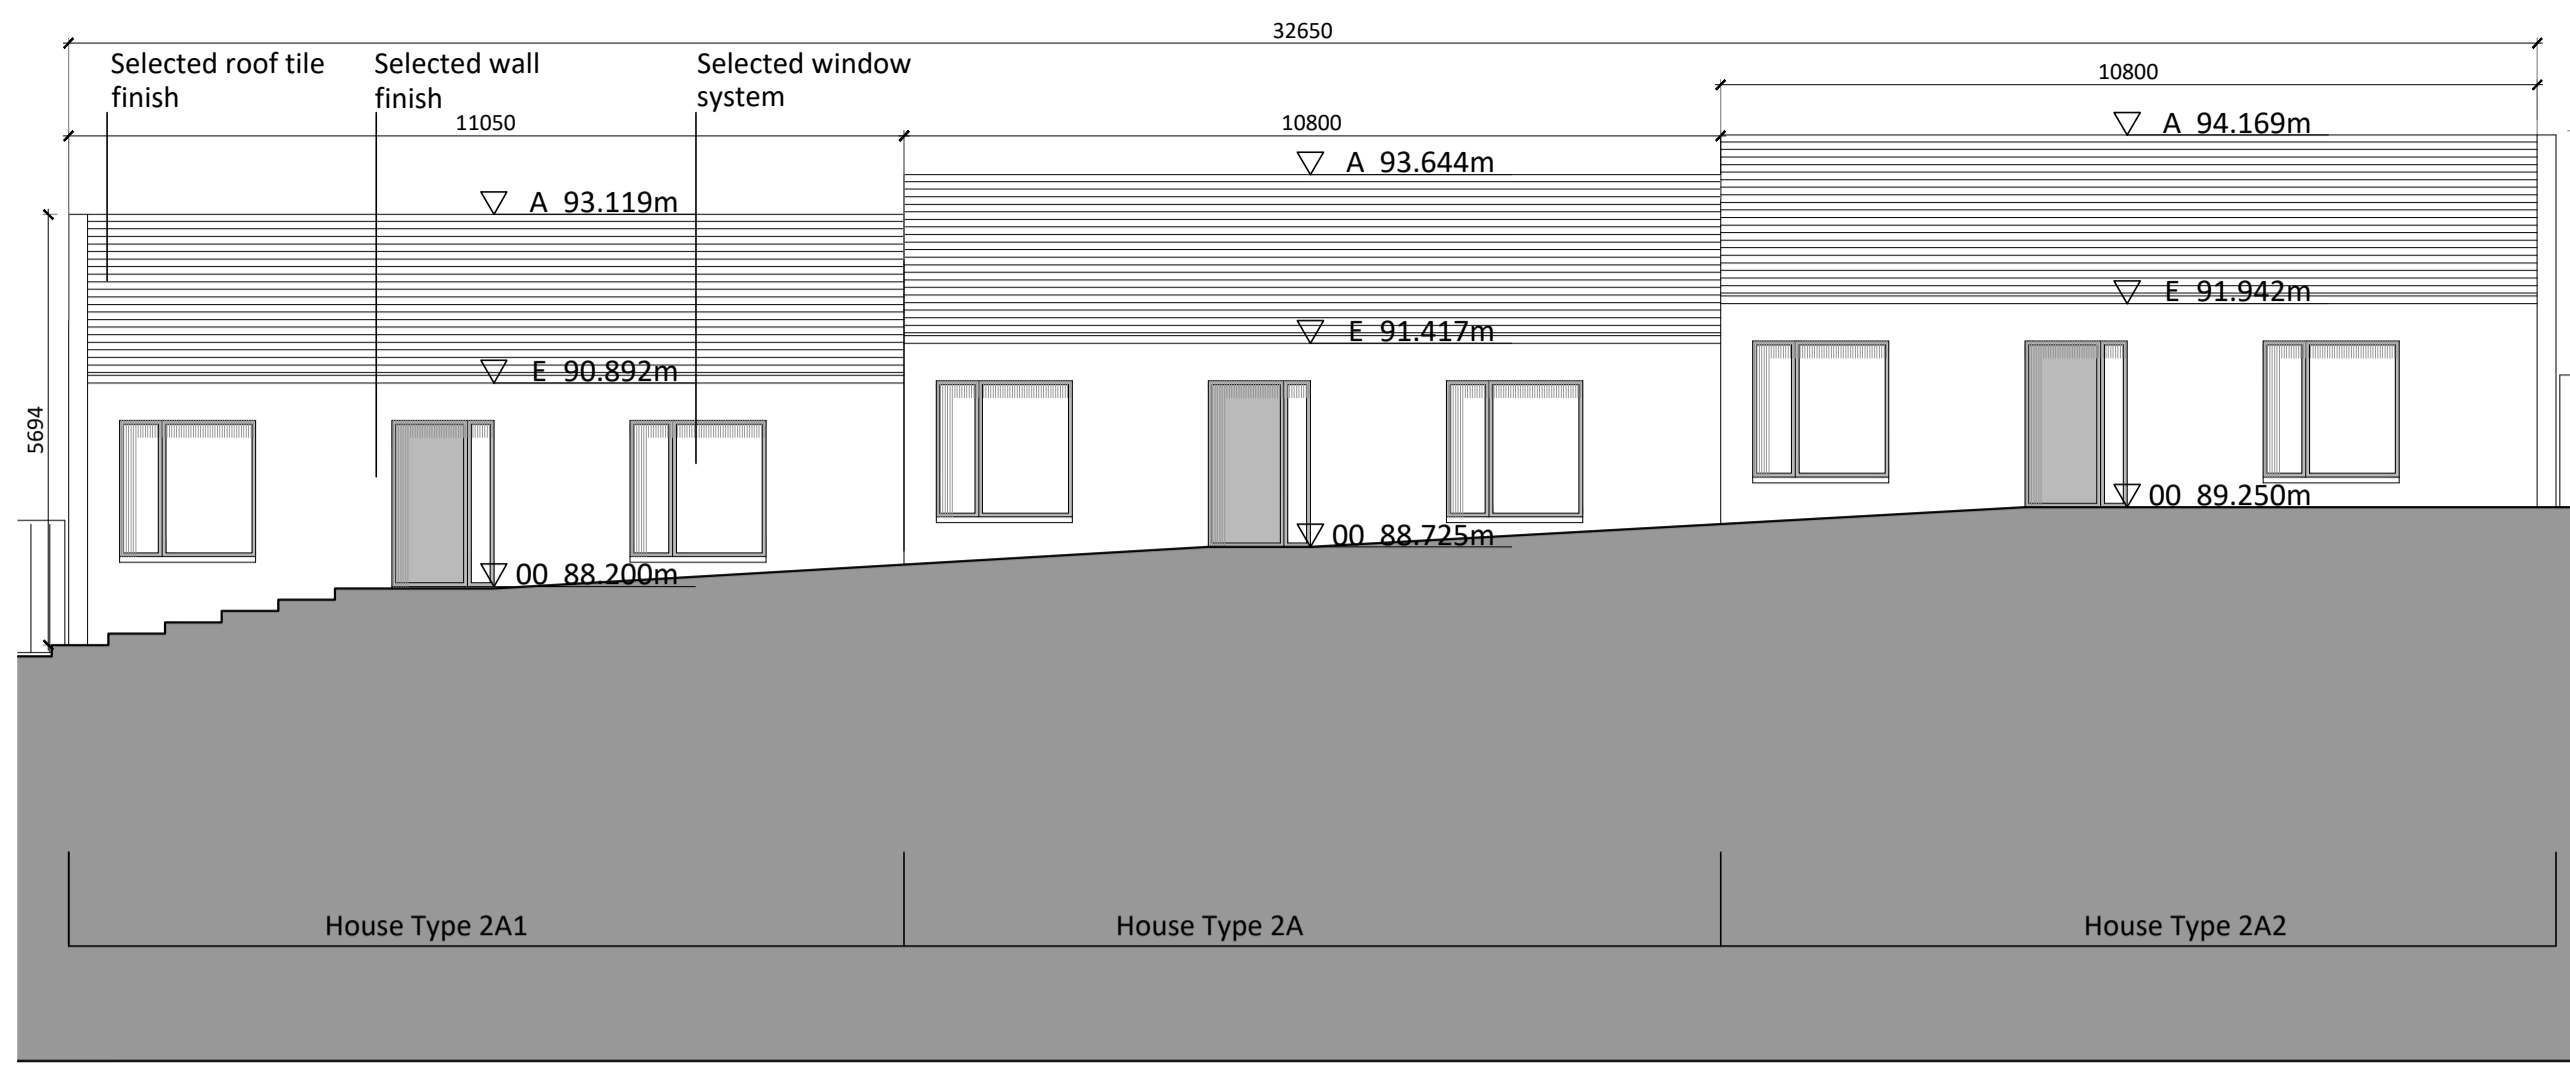 32650
10800
Selected roof tile
finish
Selected wall
finish
Selected window
system
11050
10800
A 94.169m
A 93.644m
A 93.119m
E 91.942m
E 91.417m
E 90.892m
5694
00 89.250m
00 88.725m
00 88.200m
House Type 2A1
House Type 2A
House Type 2A2